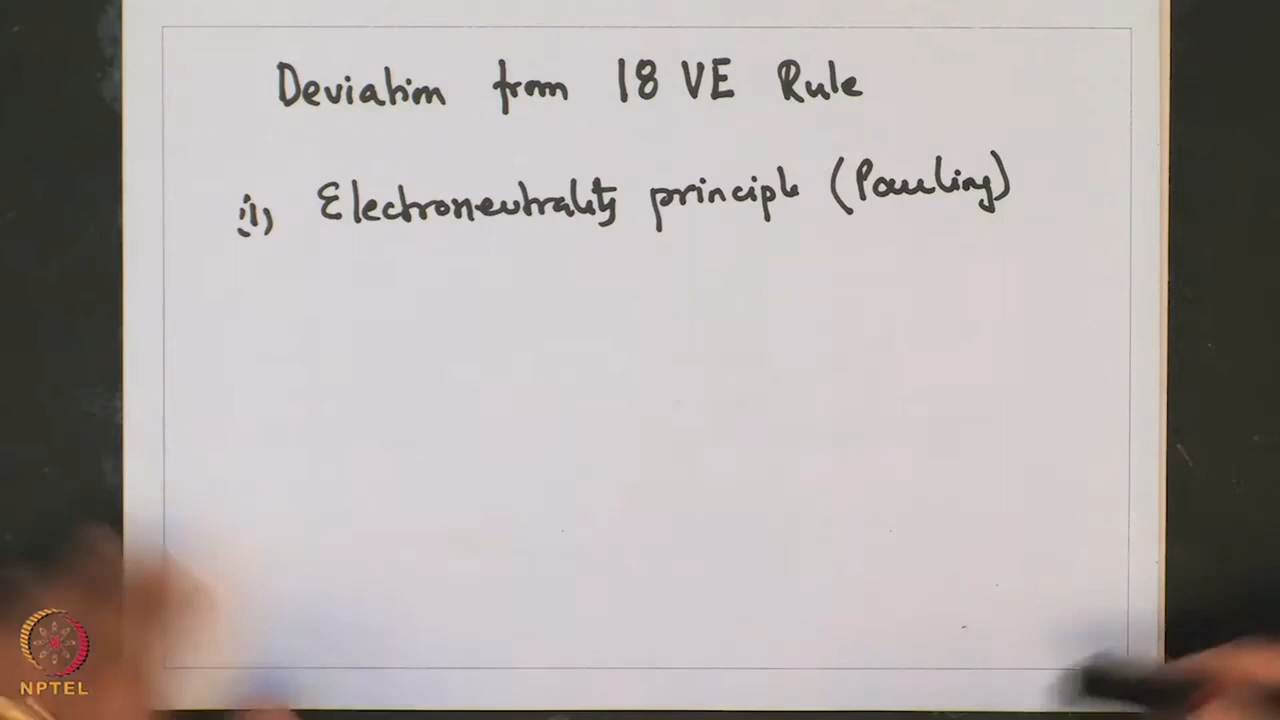 Deviation from 18 VE Rule
(i) Electroneutrality principle (Pauling)
NPTEL